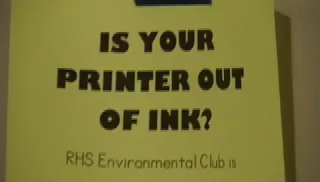 IS YOUR
PRINTER OUT
OF INK?
RHS Environmental Club is